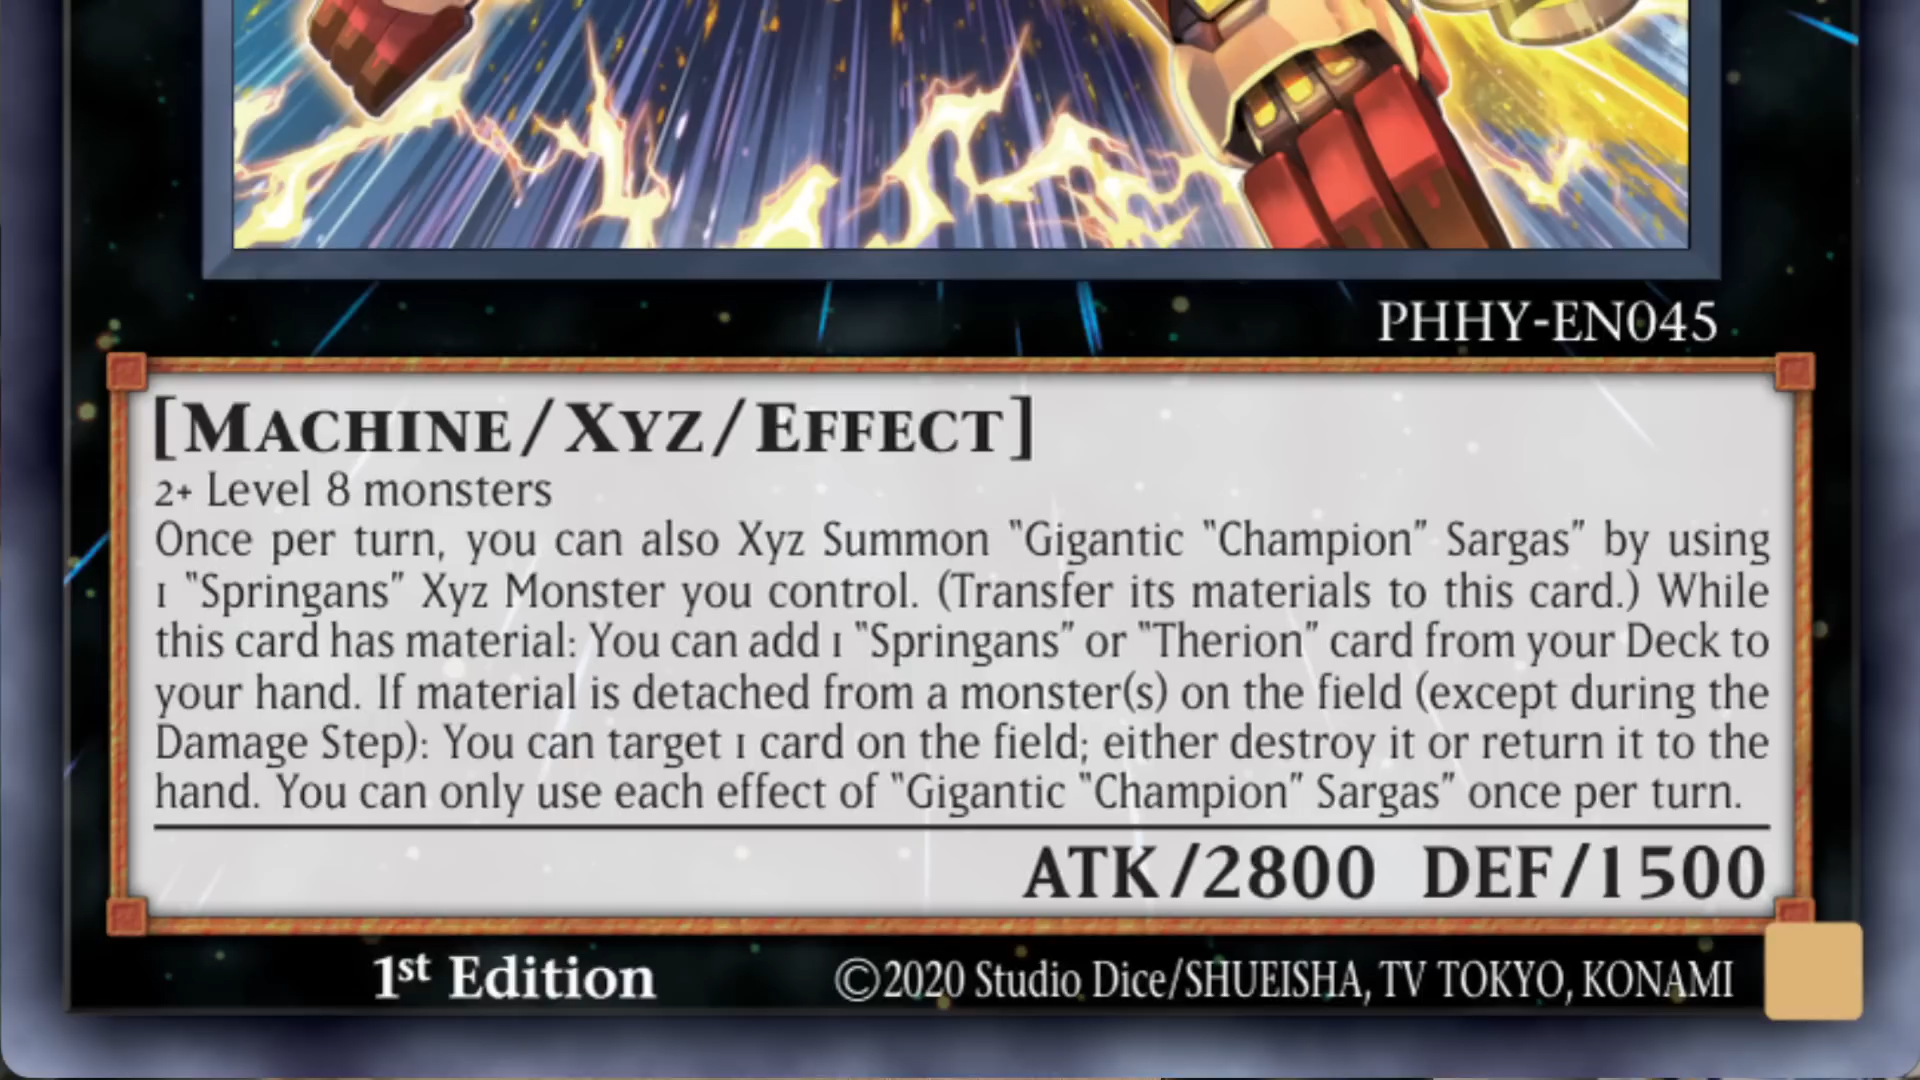 PHHY-EN045
[MACHINE/XYZ/EFFECT]
2+ Level 8 monsters
Once per turn, you can also Xyz Summon "Gigantic "Champion" Sargas" by using
1 "Springans" Xyz Monster you control. (Transfer its materials to this card.) While
this card has material: You can add 1 "Springans" or "Therion" card from your Deck to
your hand. If material is detached from a monster(s) on the field (except during the
Damage Step): You can target 1 card on the field; either destroy it or return it to the
hand. You can only use each effect of "Gigantic "Champion" Sargas" once per turn.
ATK/2800 DEF/1500
1st Edition ©2020 Studio Dice/SHUEISHA, TV TOKYO, KONAMI